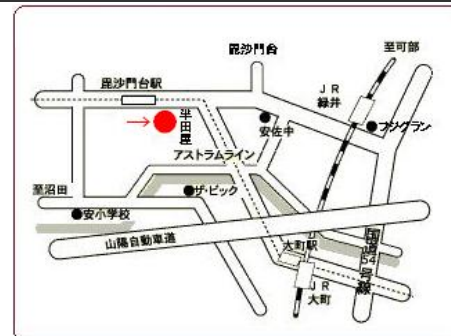 毘沙門台
至可部
毘沙門台駅
JR
緑井
半田屋
安佐中
フジグラン
アストラムライン
至沼田
ザ・ビック
安小学校
山陽自動車道
大町駅
国道54号線
JR
大町